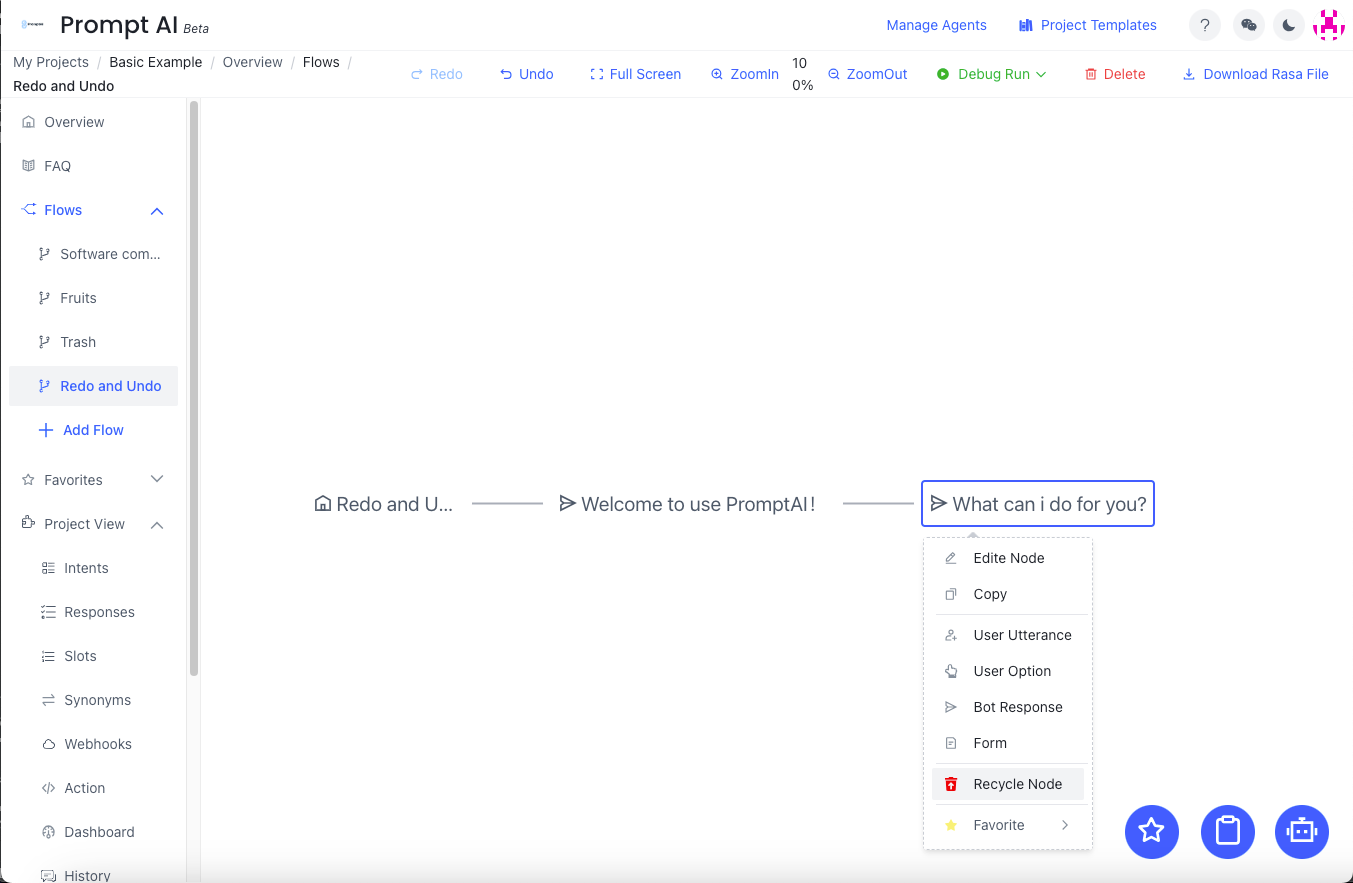 Prompt AI Beta
Manage Agents
Project Templates
?
My Projects / Basic Example / Overview / Flows /
Redo and Undo
Redo
Undo
Full Screen
ZoomIn
10
0%
ZoomOut
Debug Run
Delete
Download Rasa File
Overview
FAQ
Flows
Software com...
Fruits
Trash
Redo and Undo
Add Flow
Favorites
Project View
Intents
Responses
Slots
Synonyms
Webhooks
Action
Dashboard
History
Redo and U...
Welcome to use PromptAI!
What can i do for you?
Edite Node
Copy
User Utterance
User Option
Bot Response
Form
Recycle Node
Favorite